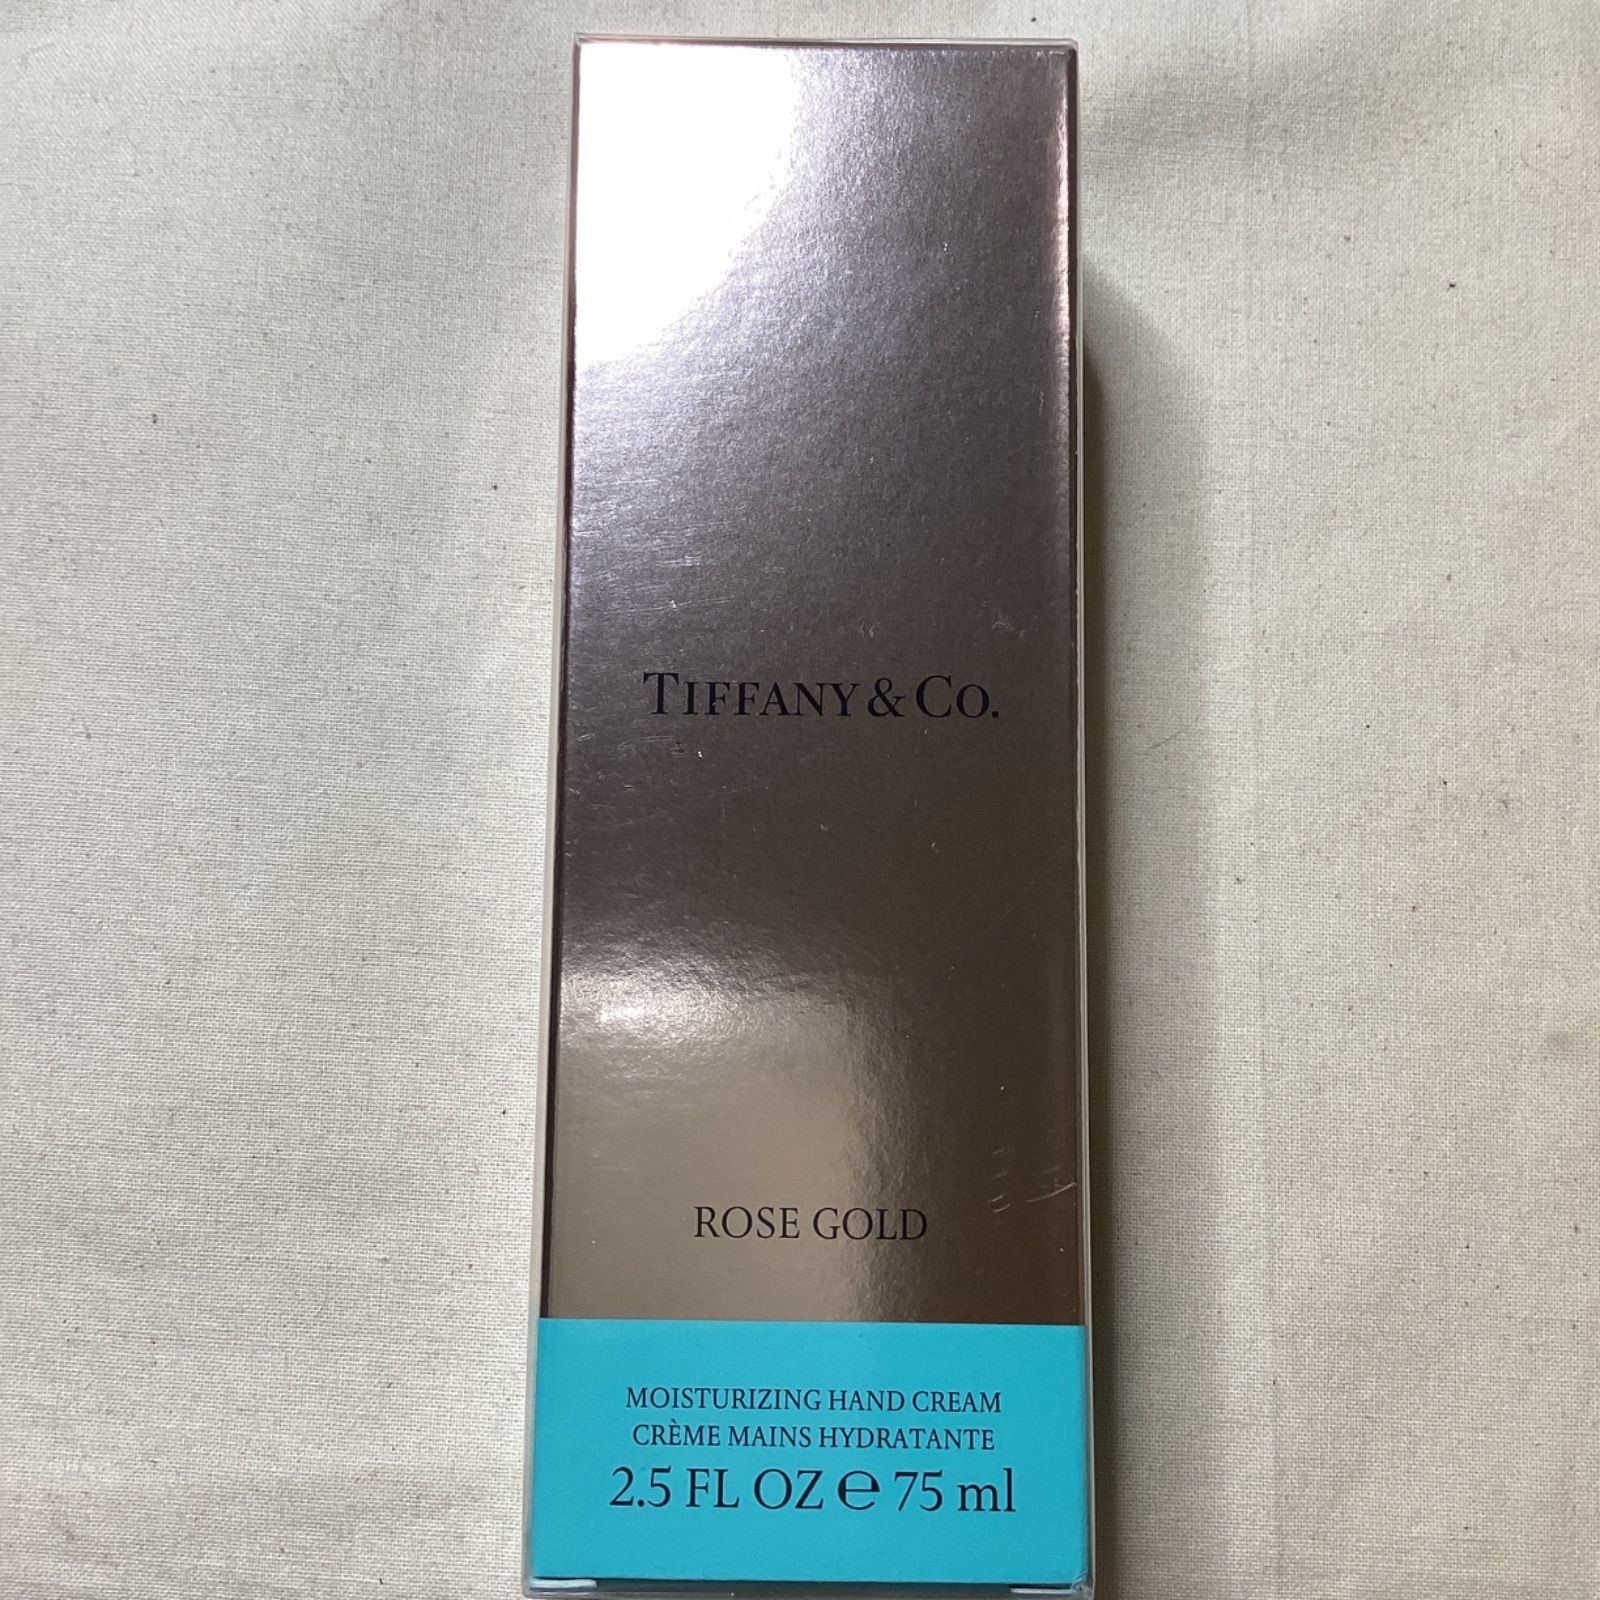 TIFFANY & CO.
ROSE GOLD
MOISTURIZING HAND CREAM
CRÈME MAINS HYDRATANTE
2.5 FL OZ ℮ 75 ml